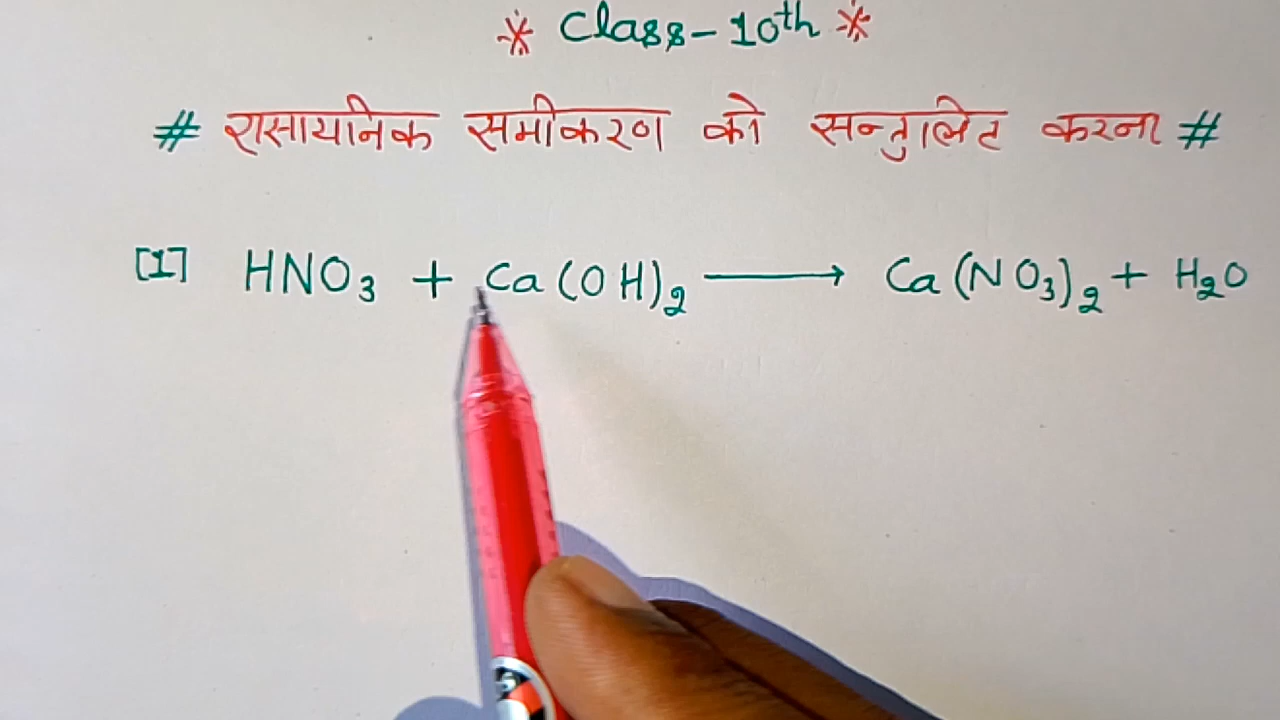 * Class-10th *
# रासायनिक समीकरण को सन्तुलित करना #
[1] HNO₃ + Ca(OH)₂ ⟶ Ca(NO₃)₂ + H₂O